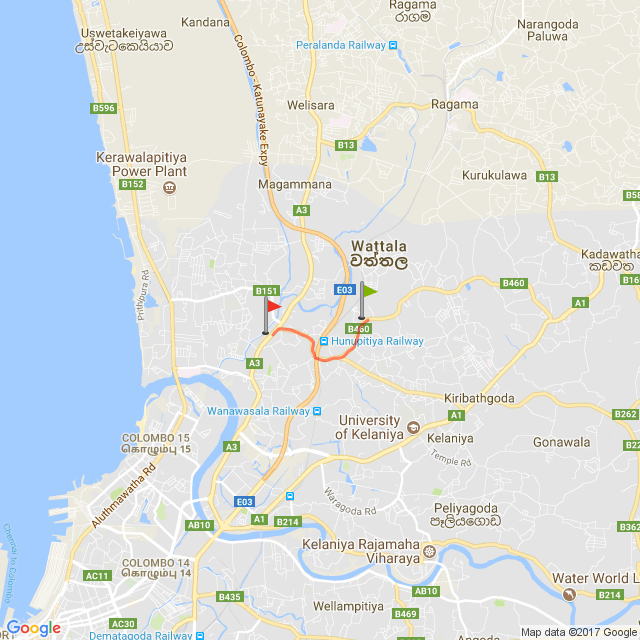 Ragama
රාගම
Kandana
Uswetakeiyawa
උස්වැටකෙයියාව
Narangoda
Paluwa
Peralanda Railway
Colombo - Katunayake Expy
B596
Welisara
Ragama
B13
Kerawalapitiya
Power Plant
B152
Magammana
Kurukulawa
B13
A3
Wattala
වත්තල
Kadawatha
කඩවත
Prithipura Rd
B151
E03
B460
A1
B460
Hunupitiya Railway
A3
Kiribathgoda
Wanawasala Railway
A1
B262
COLOMBO 15
கொழும்பு 15
University
of Kelaniya
Kelaniya
Gonawala
A3
Temple Rd
Aluthmawatha Rd
E03
Waragoda Rd
Peliyagoda
පෑලියගොඩ
AB10
A1
B214
B362
Chennai to Colombo
Kelaniya Rajamaha
Viharaya
COLOMBO 14
கொழும்பு 14
AC11
Water World L
B435
B214
Wellampitiya
AC30
B469
Dematagoda Railway
Google
Map data ©2017 Google